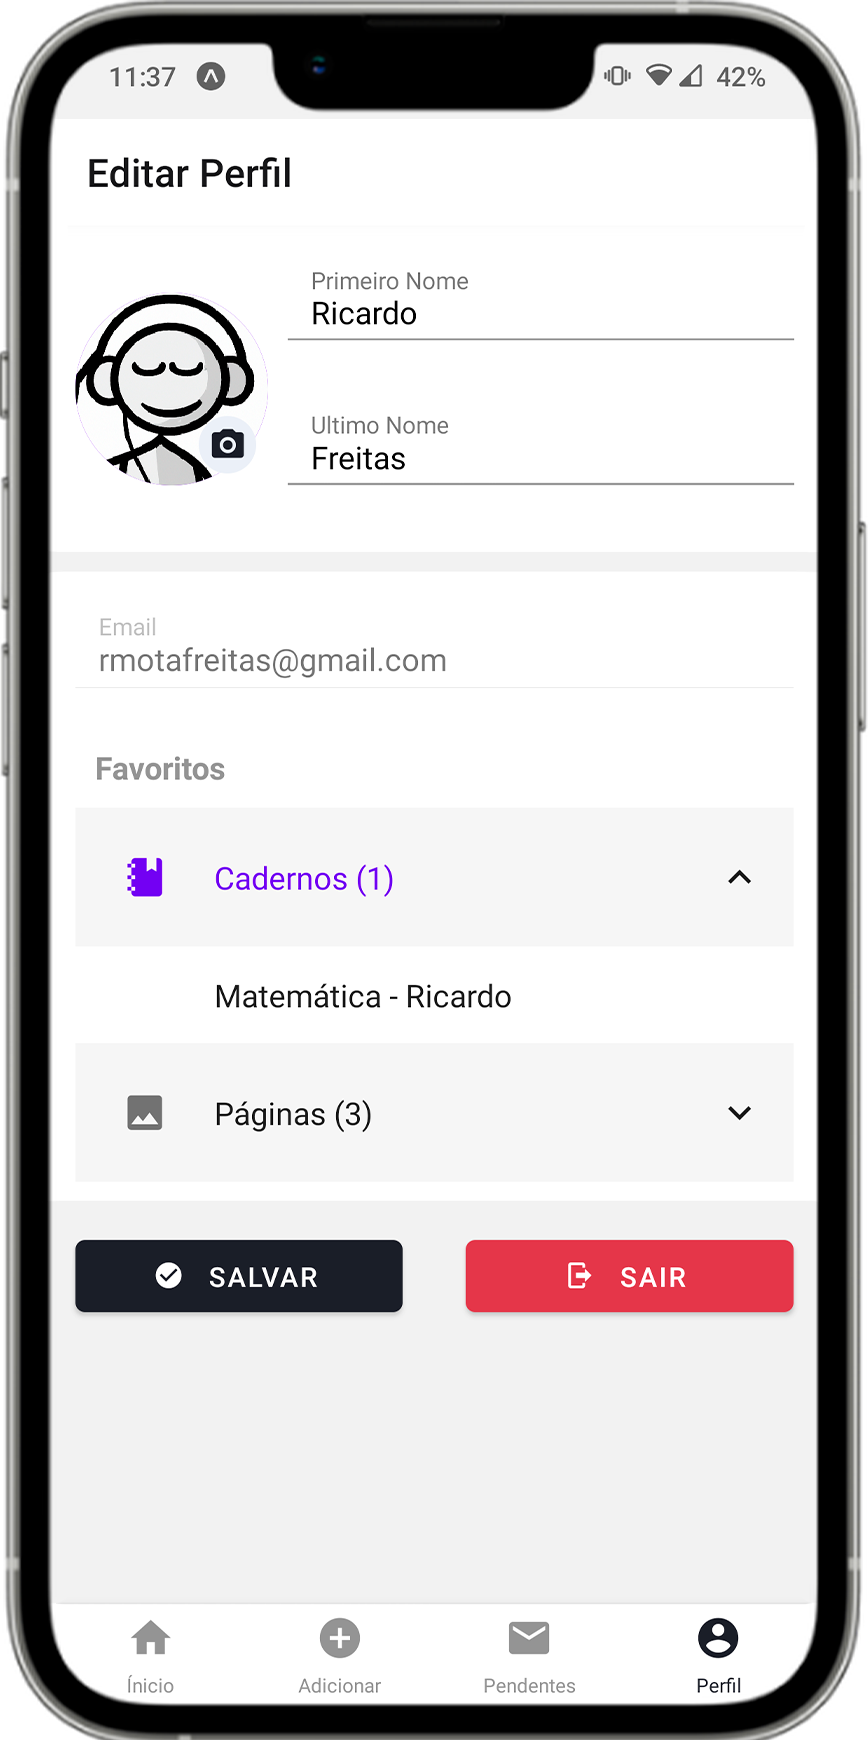 11:37 42%
Editar Perfil
Primeiro Nome
Ricardo
Ultimo Nome
Freitas
Email
rmotafreitas@gmail.com
Favoritos
Cadernos (1)
Matemática - Ricardo
Páginas (3)
SALVAR SAIR
Ínicio Adicionar Pendentes Perfil